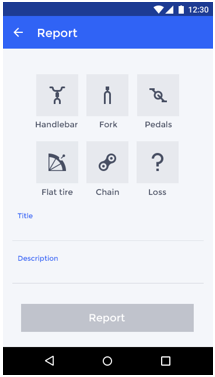 12:30
Report
Handlebar Fork Pedals
Flat tire Chain Loss
Title
Description
Report